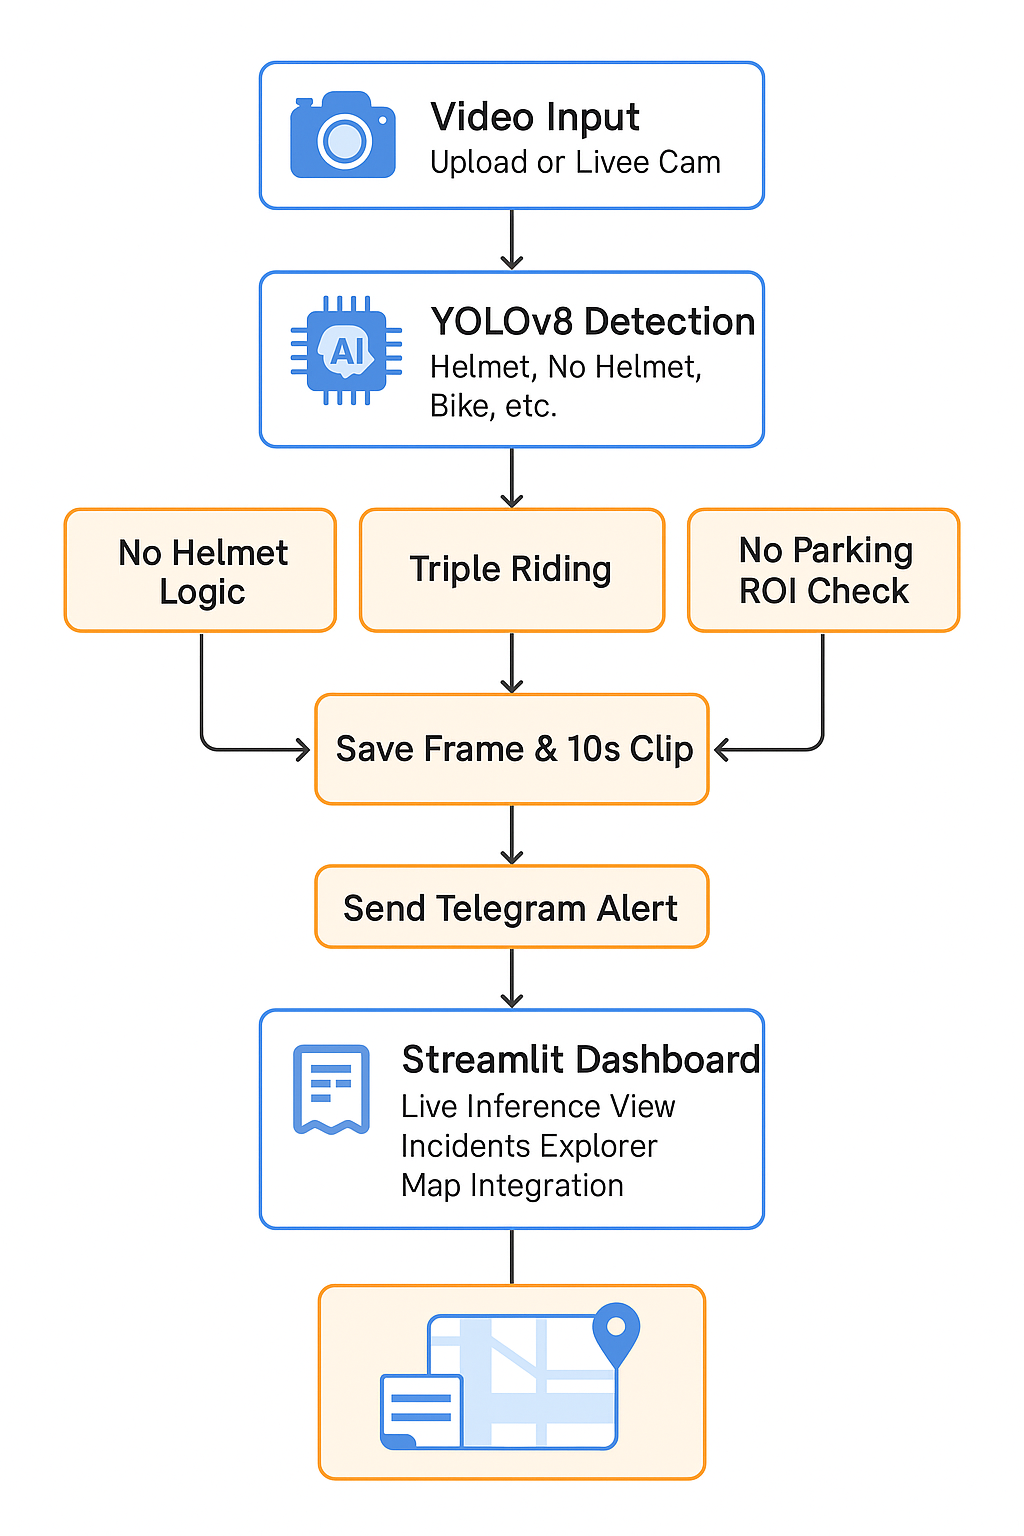 Video Input
Upload or Livee Cam
AI
YOLOv8 Detection
Helmet, No Helmet,
Bike, etc.
No Helmet
Logic
Triple Riding
No Parking
ROI Check
Save Frame & 10s Clip
Send Telegram Alert
Streamlit Dashboard
Live Inference View
Incidents Explorer
Map Integration